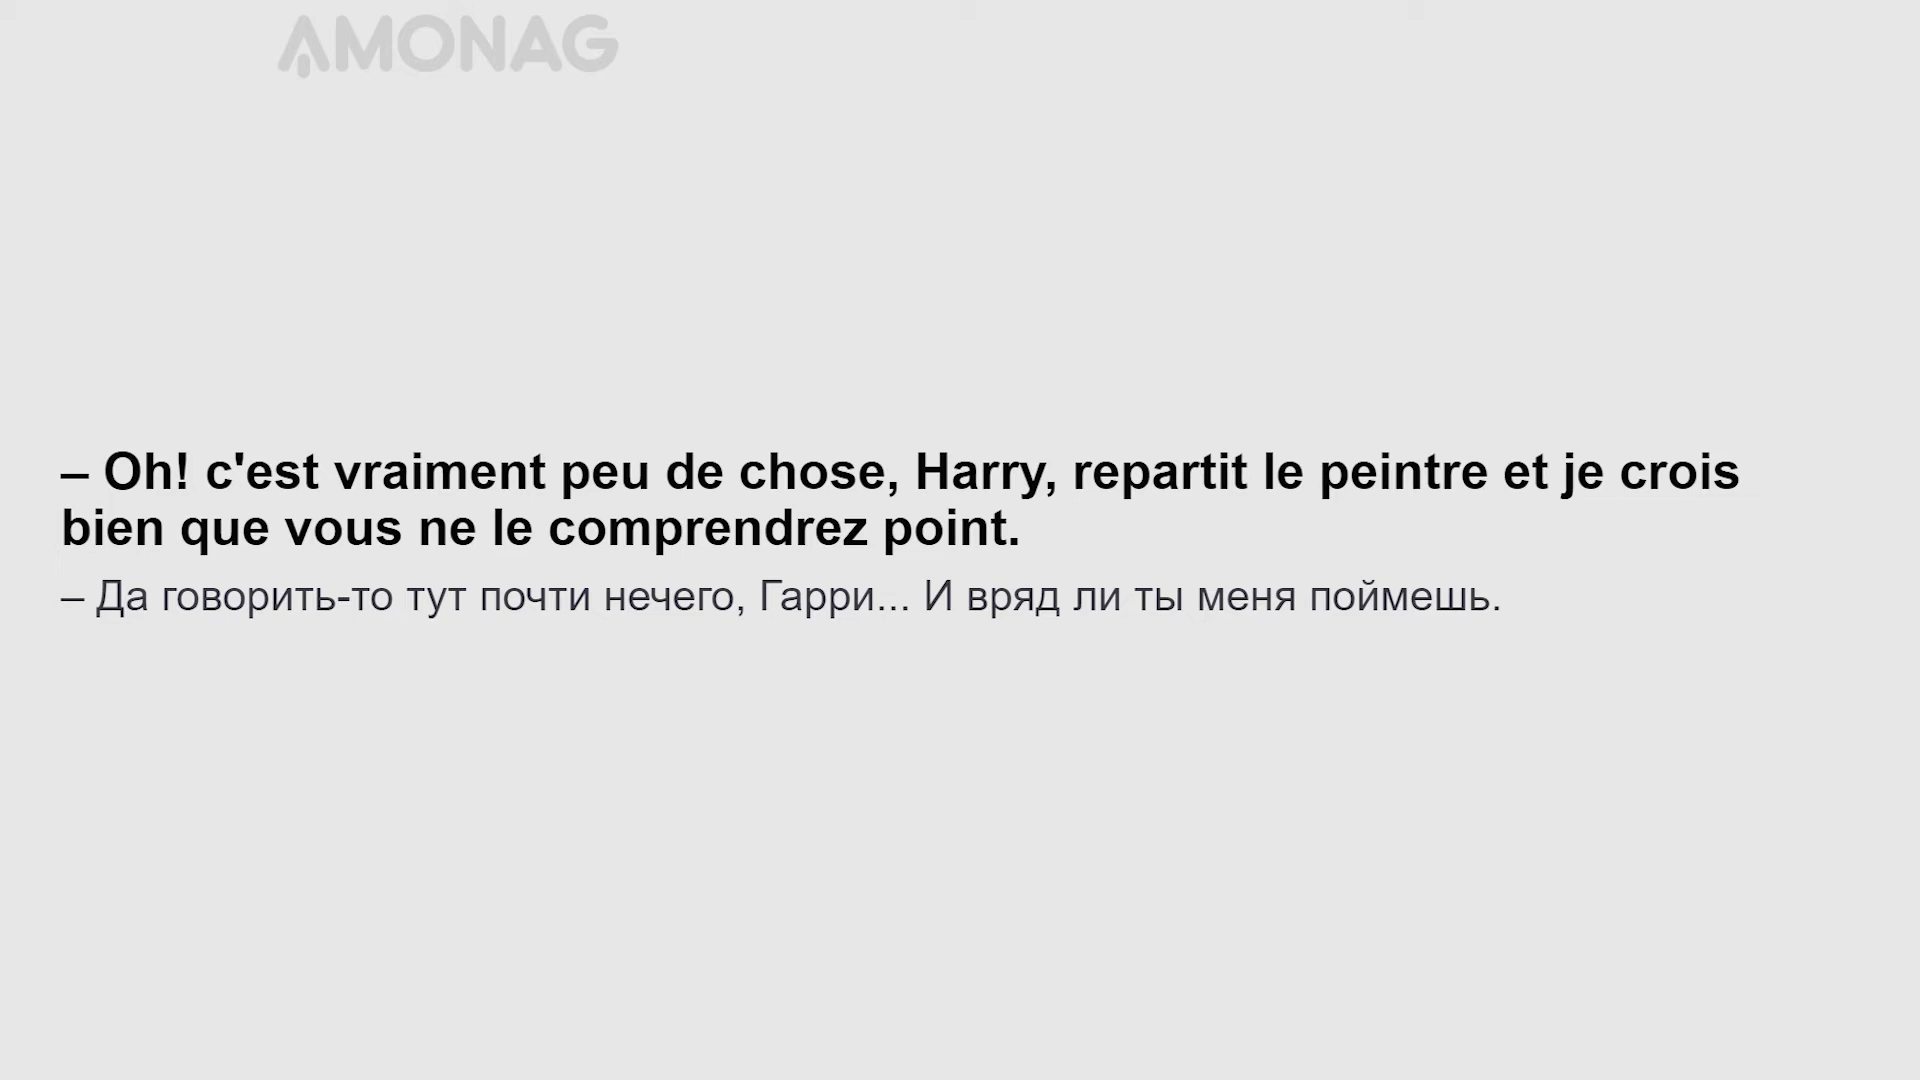 AMONAG
– Oh! c'est vraiment peu de chose, Harry, repartit le peintre et je crois
bien que vous ne le comprendrez point.
– Да говорить-то тут почти нечего, Гарри... И вряд ли ты меня поймешь.